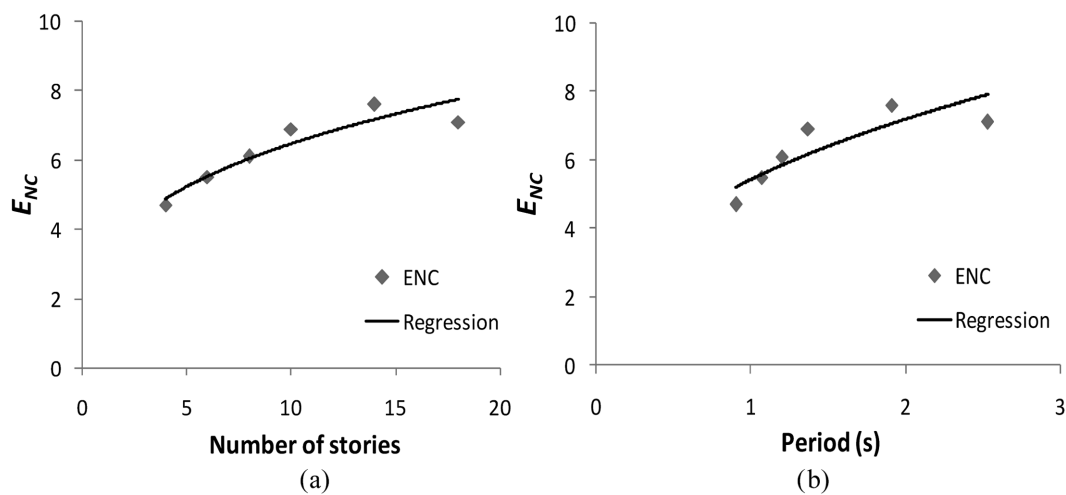 10
8
6
4
2
0
E_NC
ENC
Regression
0 5 10 15 20
Number of stories
(a)
10
8
6
4
2
0
E_NC
ENC
Regression
0 1 2 3
Period (s)
(b)